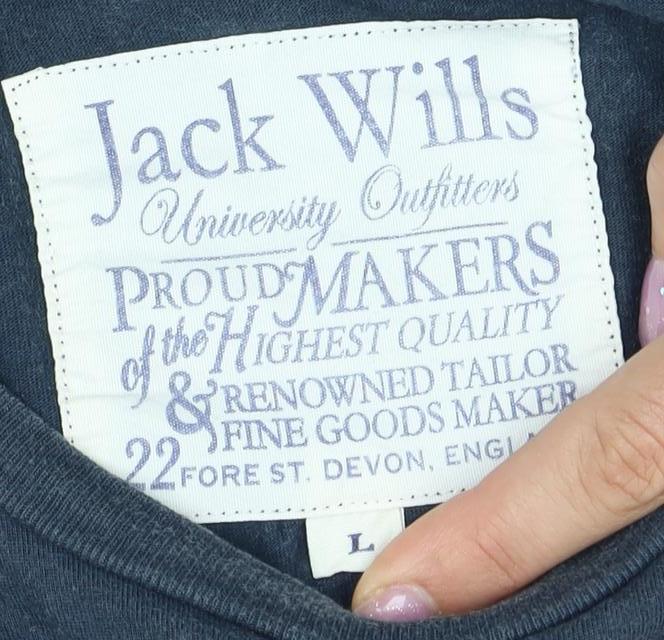 Jack Wills
University Outfitters
PROUD MAKERS
of the HIGHEST QUALITY
& RENOWNED TAILOR
FINE GOODS MAKER
22 FORE ST. DEVON, ENGL
L